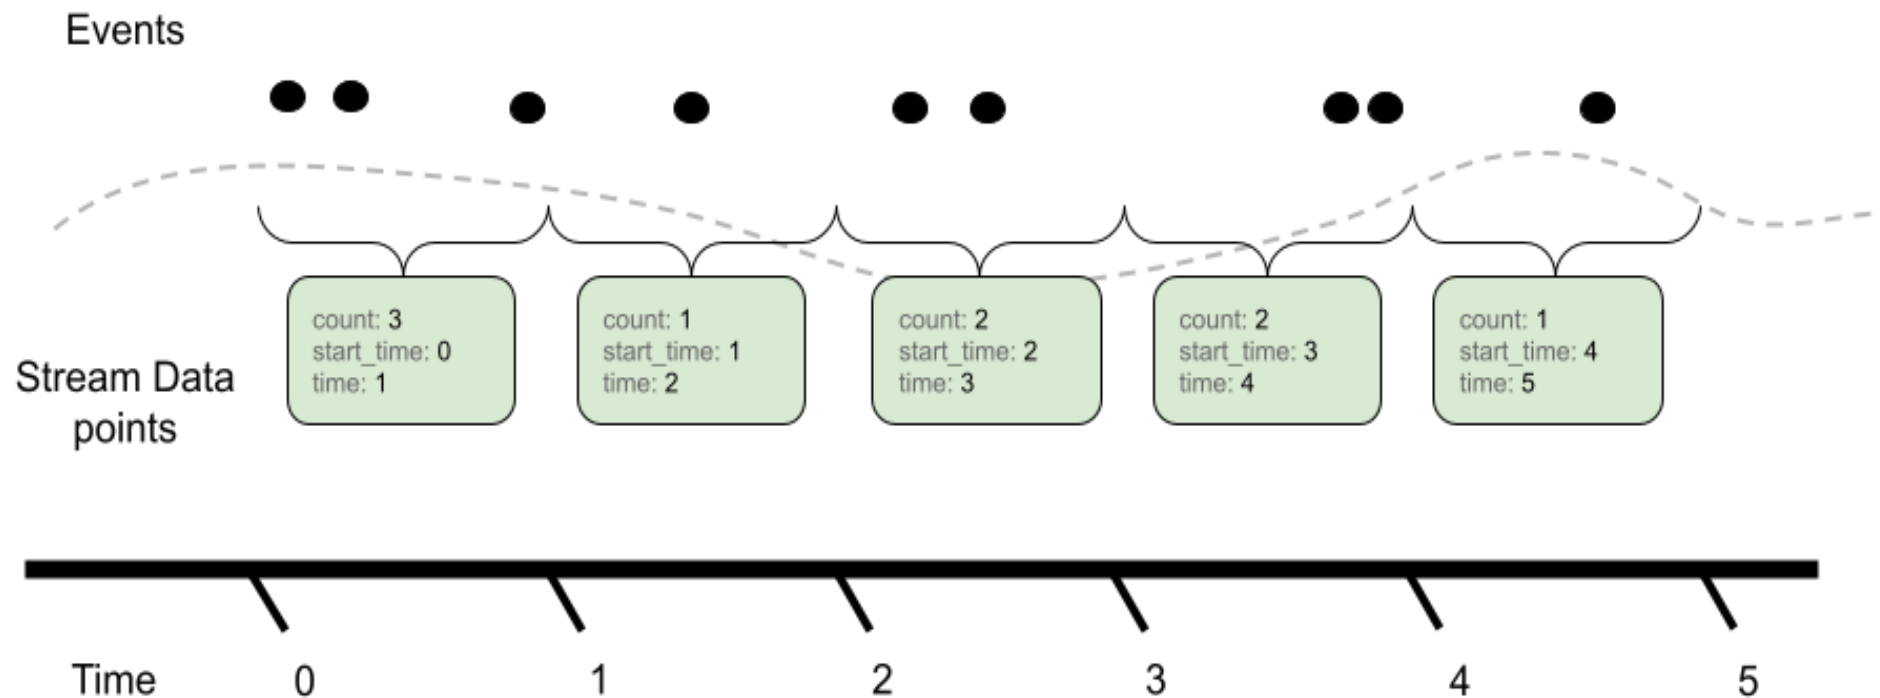 Events
count: 3
start_time: 0
time: 1
count: 1
start_time: 1
time: 2
count: 2
start_time: 2
time: 3
count: 2
start_time: 3
time: 4
count: 1
start_time: 4
time: 5
Stream Data
points
Time 0 1 2 3 4 5